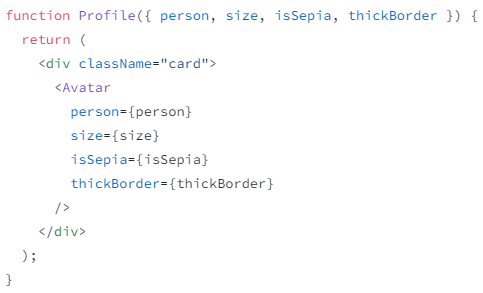 function Profile({ person, size, isSepia, thickBorder }) {
  return (
    <div className="card">
      <Avatar
        person={person}
        size={size}
        isSepia={isSepia}
        thickBorder={thickBorder}
      />
    </div>
  );
}